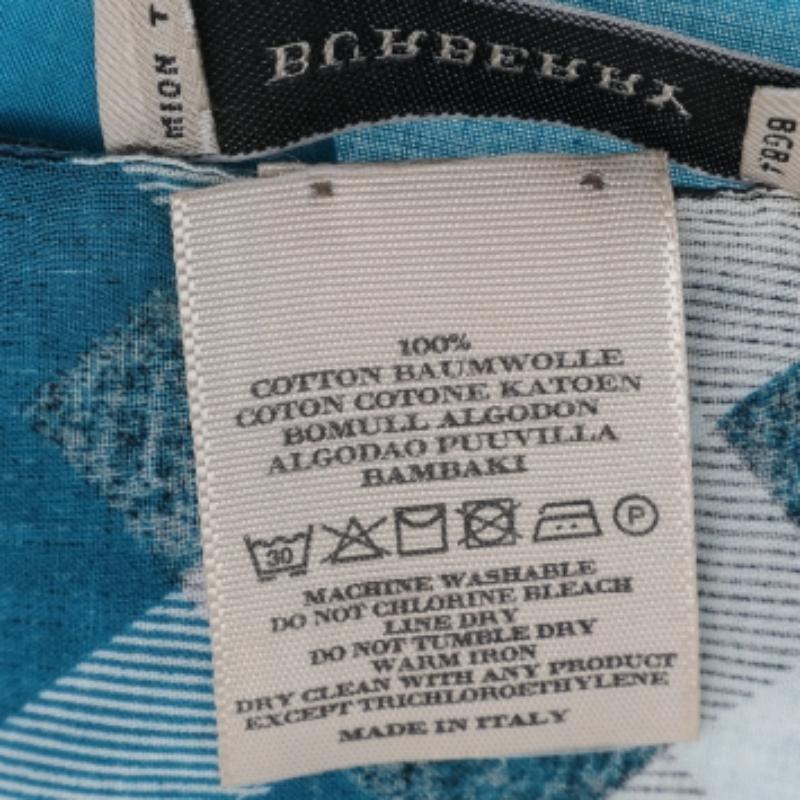 BURBERRY
100%
COTTON BAUMWOLLE
COTON COTONE KATOEN
BOMULL ALGODON
ALGODAO PUUVILLA
BAMBAKI
30 P
MACHINE WASHABLE
DO NOT CHLORINE BLEACH
LINE DRY
DO NOT TUMBLE DRY
WARM IRON
DRY CLEAN WITH ANY PRODUCT
EXCEPT TRICHLOROETHYLENE
MADE IN ITALY